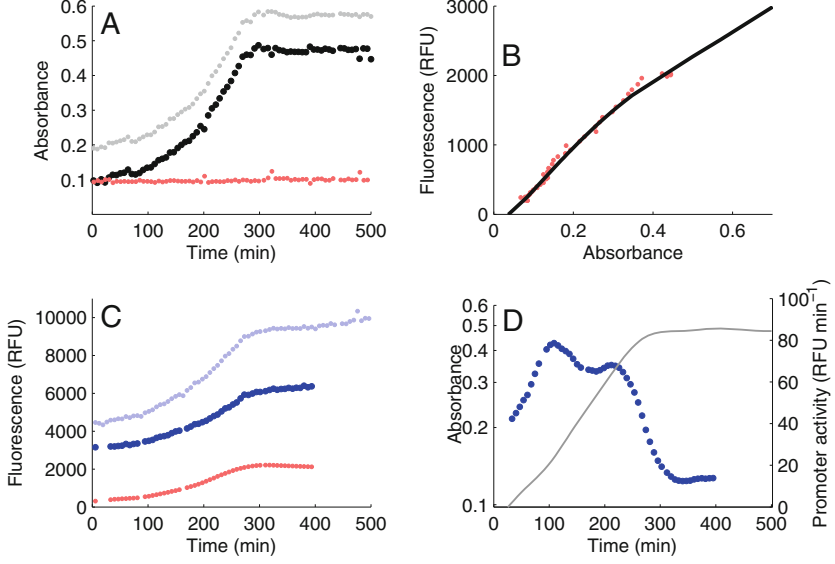 A
0.6
0.5
0.4
0.3
0.2
0.1
Absorbance
0 100 200 300 400 500
Time (min)
B
3000
2000
1000
0
Fluorescence (RFU)
0 0.2 0.4 0.6
Absorbance
C
10000
8000
6000
4000
2000
0
Fluorescence (RFU)
0 100 200 300 400 500
Time (min)
D
0.6
0.5
0.4
0.3
0.2
0.1
Absorbance
100
80
60
40
20
0
Promoter activity (RFU min⁻¹)
0 100 200 300 400 500
Time (min)